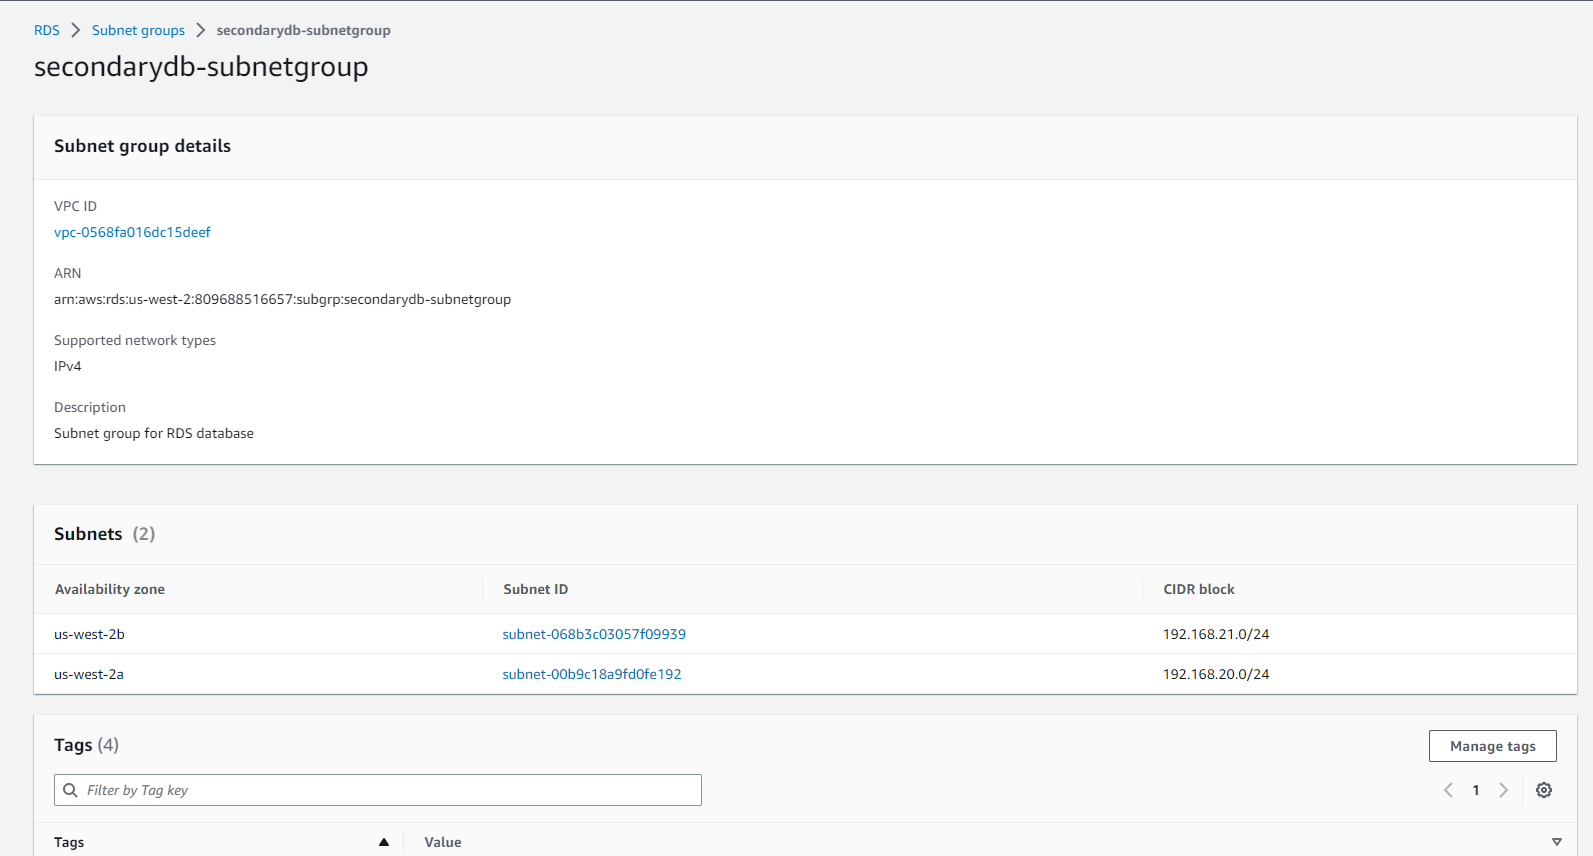 RDS > Subnet groups > secondarydb-subnetgroup
secondarydb-subnetgroup
Subnet group details
VPC ID
vpc-0568fa016dc15deef
ARN
arn:aws:rds:us-west-2:809688516657:subgrp:secondarydb-subnetgroup
Supported network types
IPv4
Description
Subnet group for RDS database
Subnets (2)
Availability zone Subnet ID CIDR block
us-west-2b subnet-068b3c03057f09939 192.168.21.0/24
us-west-2a subnet-00b9c18a9fd0fe192 192.168.20.0/24
Tags (4) Manage tags
Filter by Tag key 1
Tags Value